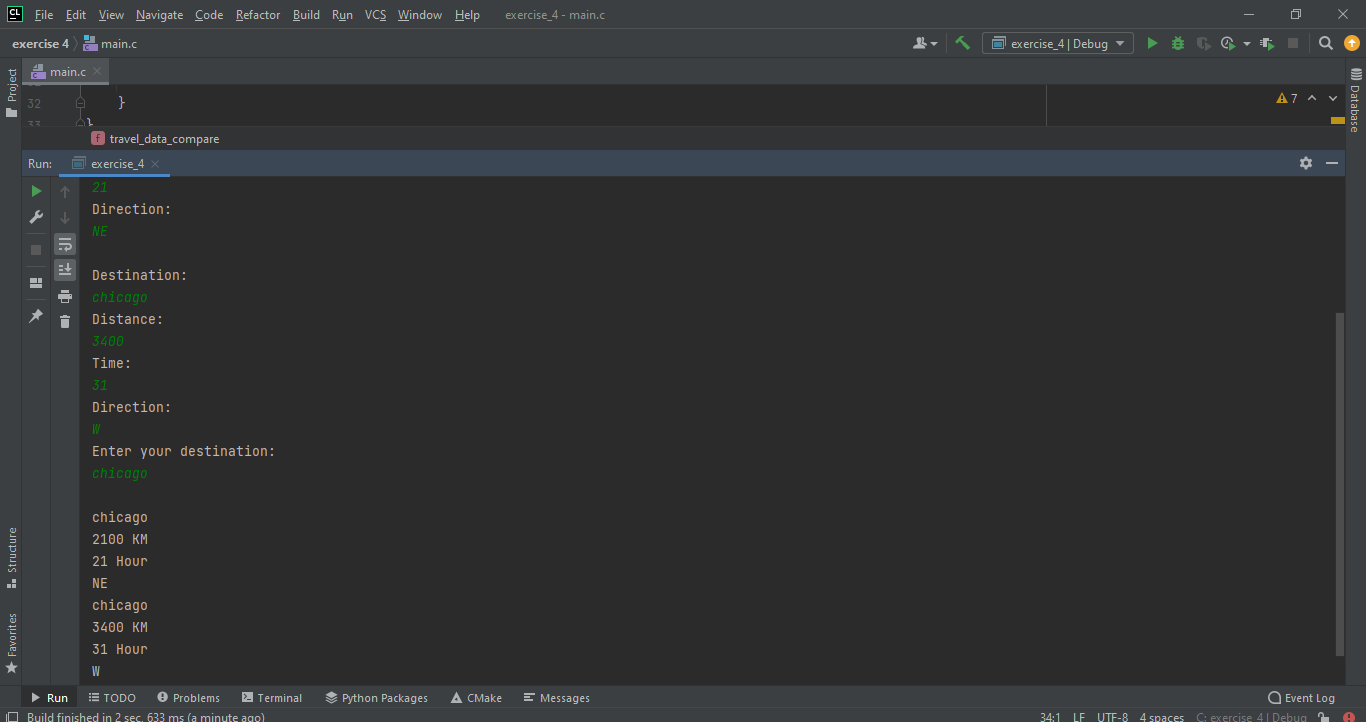 CL File Edit View Navigate Code Refactor Build Run VCS Window Help exercise_4 - main.c
exercise 4 main.c exercise_4 | Debug
Project main.c
32 } 7
33 }
Database
f travel_data_compare
Run: exercise_4
21
Direction:
NE
Destination:
chicago
Distance:
3400
Time:
31
Direction:
W
Enter your destination:
chicago
chicago
2100 KM
21 Hour
NE
chicago
3400 KM
31 Hour
W
Structure
Favorites
Run TODO Problems Terminal Python Packages CMake Messages Event Log
Build finished in 2 sec, 633 ms (a minute ago) 34:1 LF UTF-8 4 spaces C: exercise_4 | Debug